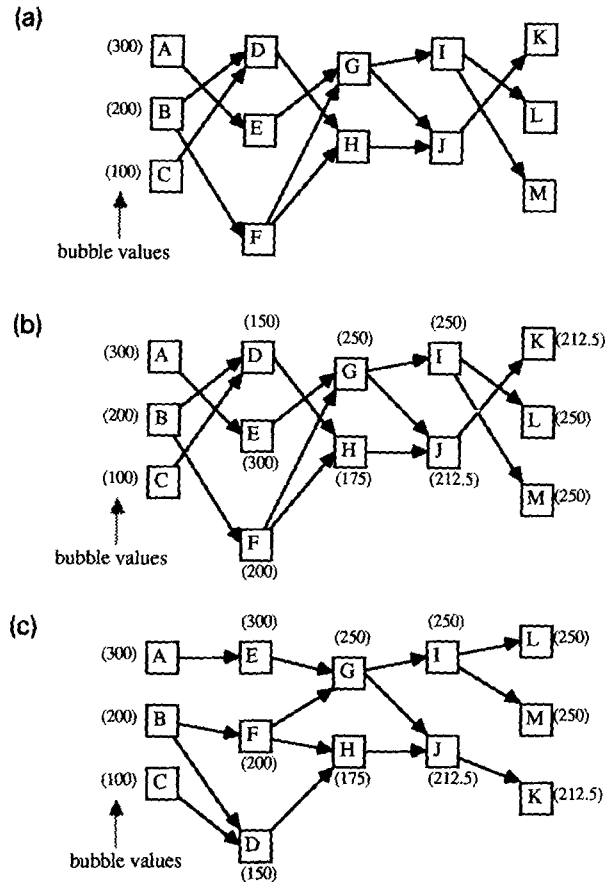 (a)
(300) A D G I K
(200) B E H J L
(100) C F M
bubble values
(b)
(150) (250) (250)
(300) A D G I K (212.5)
(200) B E H J L (250)
(300) (175) (212.5)
(100) C F M (250)
(200)
bubble values
(c)
(300) (250) (250)
(300) A E G I L (250)
(200) B F H J M (250)
(200) (175) (212.5)
(100) C D K (212.5)
(150)
bubble values